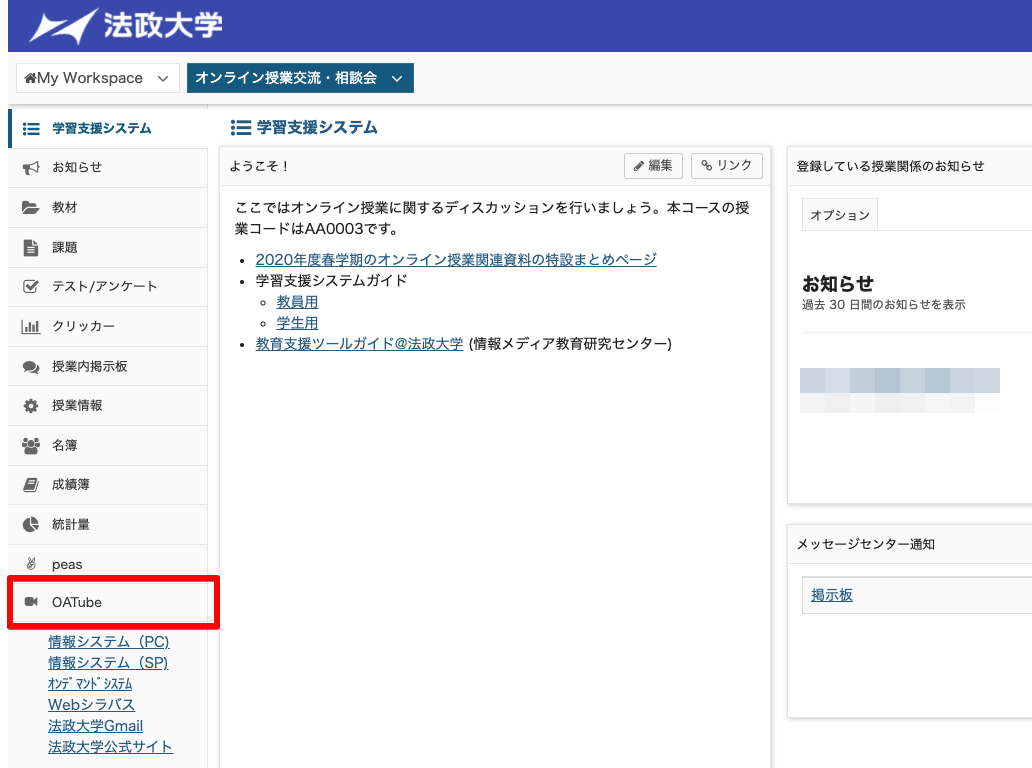 法政大学
My Workspace
オンライン授業交流・相談会
学習支援システム
お知らせ
教材
課題
テスト/アンケート
クリッカー
授業内掲示板
授業情報
名簿
成績簿
統計量
peas
OATube
情報システム（PC)
情報システム（SP)
ｵﾝﾃﾞﾏﾝﾄﾞｼｽﾃﾑ
Webシラバス
法政大学Gmail
法政大学公式サイト
学習支援システム
ようこそ！
編集
リンク
ここではオンライン授業に関するディスカッションを行いましょう。本コースの授
業コードはAA0003です。
2020年度春学期のオンライン授業関連資料の特設まとめページ
学習支援システムガイド
教員用
学生用
教育支援ツールガイド@法政大学 (情報メディア教育研究センター)
登録している授業関係のお知らせ
オプション
お知らせ
過去 30 日間のお知らせを表示
メッセージセンター通知
掲示板